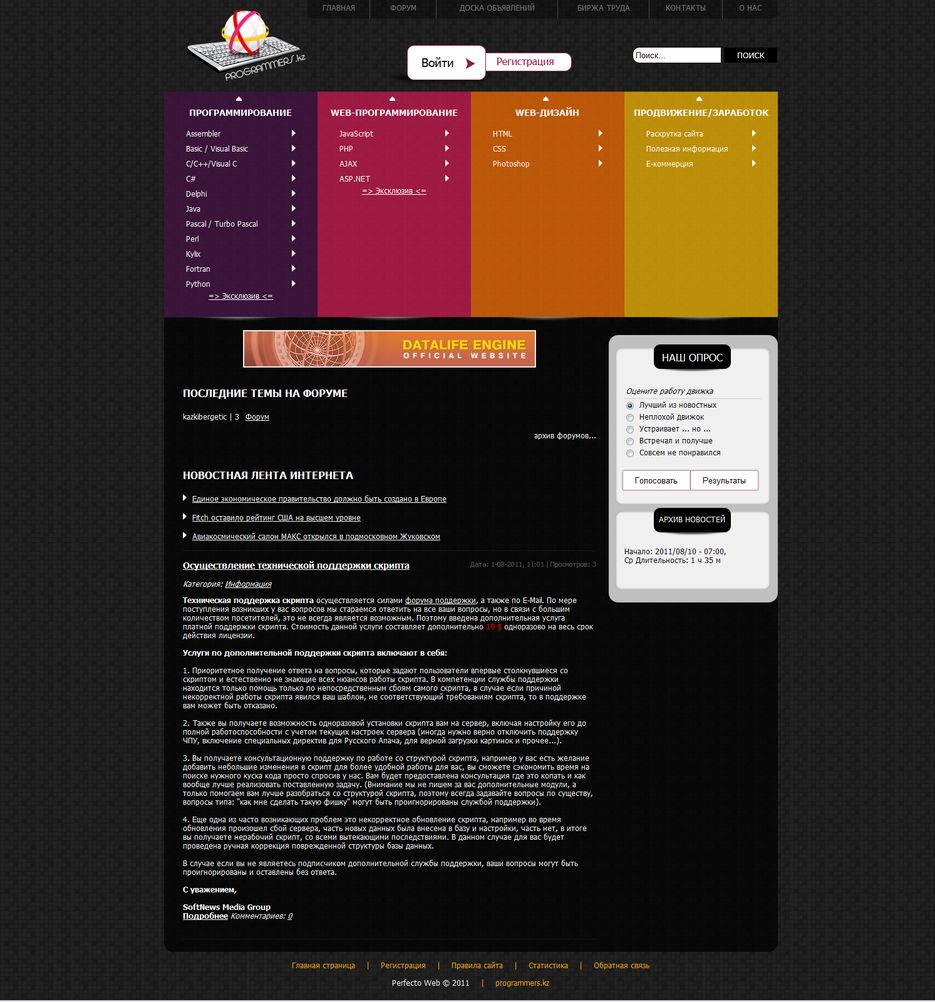 ГЛАВНАЯ ФОРУМ ДОСКА ОБЪЯВЛЕНИЙ БИРЖА ТРУДА КОНТАКТЫ О НАС
PROGRAMMERS.kz
Войти Регистрация
Поиск... ПОИСК
ПРОГРАММИРОВАНИЕ
Assembler
Basic / Visual Basic
C/C++/Visual C
C#
Delphi
Java
Pascal / Turbo Pascal
Perl
Kylix
Fortran
Python
=> Эксклюзив <=
WEB-ПРОГРАММИРОВАНИЕ
JavaScript
PHP
AJAX
ASP.NET
=> Эксклюзив <=
WEB-ДИЗАЙН
HTML
CSS
Photoshop
ПРОДВИЖЕНИЕ/ЗАРАБОТОК
Раскрутка сайта
Полезная информация
Е-коммерция
DATALIFE ENGINE
OFFICIAL WEBSITE
ПОСЛЕДНИЕ ТЕМЫ НА ФОРУМЕ
kazkibergetic | 3 Форум
архив форумов...
НОВОСТНАЯ ЛЕНТА ИНТЕРНЕТА
Единое экономическое правительство должно быть создано в Европе
Fitch оставило рейтинг США на высшем уровне
Авиакосмический салон МАКС открылся в подмосковном Жуковском
Осуществление технической поддержки скрипта Дата: 1-08-2011, 11:01 | Просмотров: 3
Категория: Информация
Техническая поддержка скрипта осуществляется силами форума поддержки, а также по E-Mail. По мере
поступления возникших у вас вопросов мы стараемся ответить на все ваши вопросы, но в связи с большим
количеством посетителей, это не всегда является возможным. Поэтому введена дополнительная услуга
платной поддержки скрипта. Стоимость данной услуги составляет дополнительно 19 $ одноразово на весь срок
действия лицензии.
Услуги по дополнительной поддержки скрипта включают в себя:
1. Приоритетное получение ответа на вопросы, которые задают пользователи впервые столкнувшиеся со
скриптом и естественно не знающие всех нюансов работы скрипта. В компетенции службы поддержки
находится только помощь только по непосредственным сбоям самого скрипта, в случае если причиной
некорректной работы скрипта явился ваш шаблон, не соответствующий требованиям скрипта, то в поддержке
вам может быть отказано.
2. Также вы получаете возможность одноразовой установки скрипта вам на сервер, включая настройку его до
полной работоспособности с учетом текущих настроек сервера (иногда нужно верно отключить поддержку
ЧПУ, включение специальных директив для Русского Апача, для верной загрузки картинок и прочее...).
3. Вы получаете консультационную поддержку по работе со структурой скрипта, например у вас есть желание
добавить небольшие изменения в скрипт для более удобной работы для вас, вы сможете сэкономить время на
поиске нужного куска кода просто спросив у нас. Вам будет предоставлена консультация где это копать и как
вообще лучше реализовать поставленную задачу. (Внимание мы не пишем за вас дополнительные модули, а
только помогаем вам лучше разобраться со структурой скрипта, поэтому всегда задавайте вопросы по существу,
вопросы типа: "как мне сделать такую фишку" могут быть проигнорированы службой поддержки).
4. Еще одна из часто возникающих проблем это некорректное обновление скрипта, например во время
обновления произошел сбой сервера, часть новых данных была внесена в базу и настройки, часть нет, в итоге
вы получаете нерабочий скрипт, со всеми вытекающими последствиями. В данном случае для вас будет
проведена ручная коррекция поврежденной структуры базы данных.
В случае если вы не являетесь подписчиком дополнительной службы поддержки, ваши вопросы могут быть
проигнорированы и оставлены без ответа.
С уважением,
SoftNews Media Group
Подробнее Комментариев: 0
НАШ ОПРОС
Оцените работу движка
Лучший из новостных
Неплохой движок
Устраивает ... но ...
Встречал и получше
Совсем не понравился
Голосовать Результаты
АРХИВ НОВОСТЕЙ
Начало: 2011/08/10 - 07:00,
Ср Длительность: 1 ч 35 м
Главная страница | Регистрация | Правила сайта | Статистика | Обратная связь
Perfecto Web © 2011 | programmers.kz